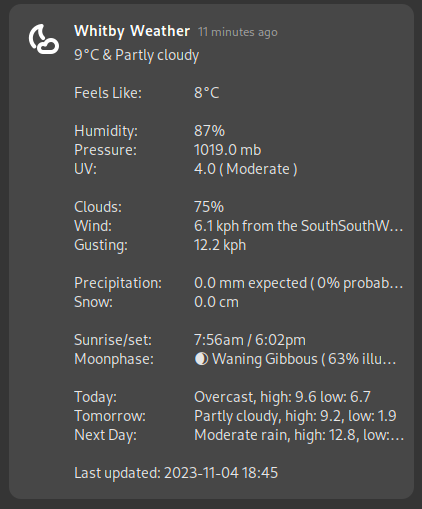 Whitby Weather 11 minutes ago
9°C & Partly cloudy
Feels Like: 8°C
Humidity: 87%
Pressure: 1019.0 mb
UV: 4.0 ( Moderate )
Clouds: 75%
Wind: 6.1 kph from the SouthSouthW...
Gusting: 12.2 kph
Precipitation: 0.0 mm expected ( 0% probab...
Snow: 0.0 cm
Sunrise/set: 7:56am / 6:02pm
Moonphase: 🌖 Waning Gibbous ( 63% illu...
Today: Overcast, high: 9.6 low: 6.7
Tomorrow: Partly cloudy, high: 9.2, low: 1.9
Next Day: Moderate rain, high: 12.8, low:...
Last updated: 2023-11-04 18:45